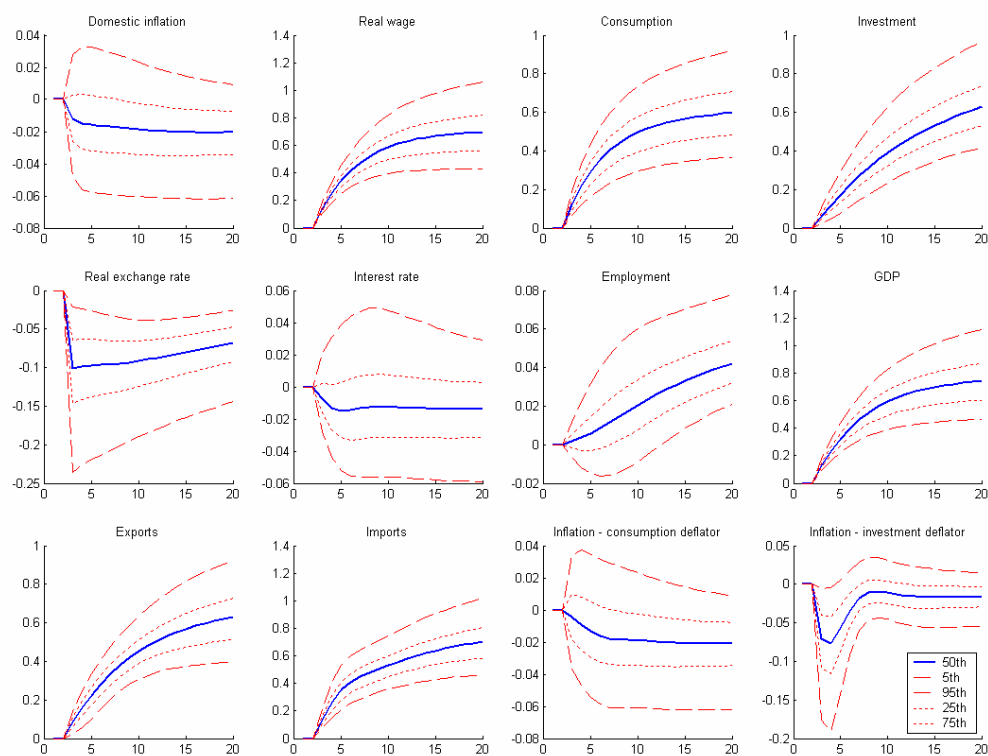 Domestic inflation
0.04
0.02
0
-0.02
-0.04
-0.06
-0.08
0 5 10 15 20
Real wage
1.4
1.2
1
0.8
0.6
0.4
0.2
0
0 5 10 15 20
Consumption
1
0.8
0.6
0.4
0.2
0
0 5 10 15 20
Investment
1
0.8
0.6
0.4
0.2
0
0 5 10 15 20
Real exchange rate
0
-0.05
-0.1
-0.15
-0.2
-0.25
0 5 10 15 20
Interest rate
0.06
0.04
0.02
0
-0.02
-0.04
-0.06
0 5 10 15 20
Employment
0.08
0.06
0.04
0.02
0
-0.02
0 5 10 15 20
GDP
1.4
1.2
1
0.8
0.6
0.4
0.2
0
0 5 10 15 20
Exports
1
0.8
0.6
0.4
0.2
0
0 5 10 15 20
Imports
1.4
1.2
1
0.8
0.6
0.4
0.2
0
0 5 10 15 20
Inflation - consumption deflator
0.04
0.02
0
-0.02
-0.04
-0.06
-0.08
0 5 10 15 20
Inflation - investment deflator
0.05
0
-0.05
-0.1
-0.15
-0.2
0 5 10 15 20
50th
5th
95th
25th
75th